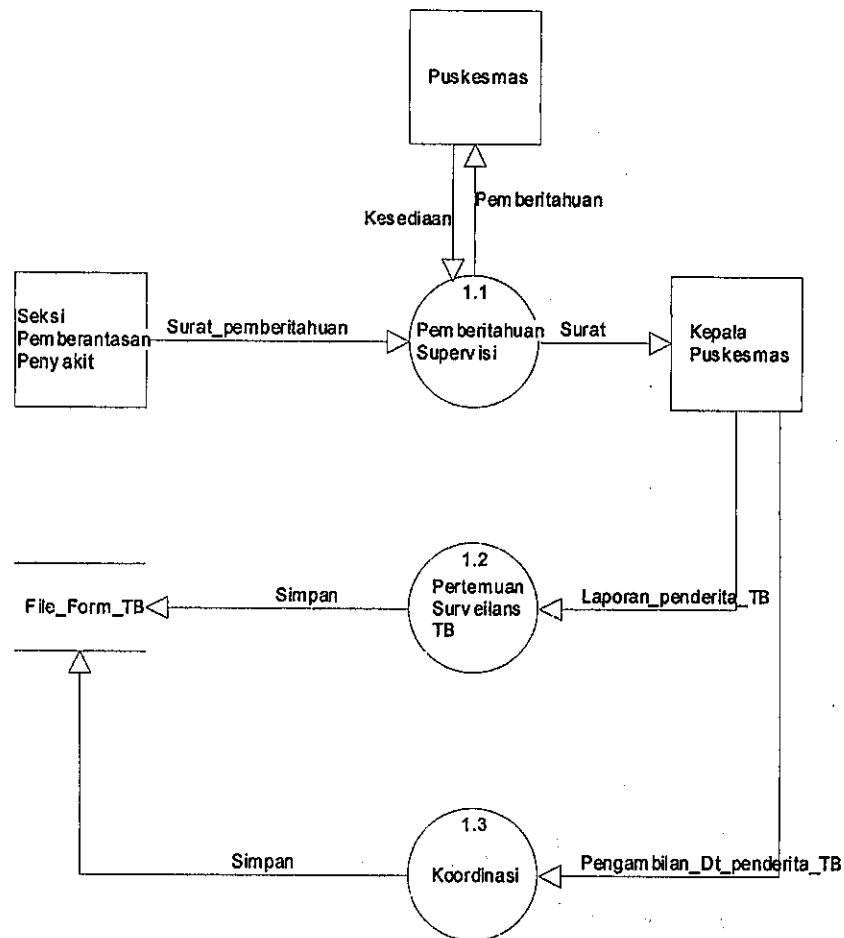 Puskesmas
Pemberitahuan
Kesediaan
1.1
Seksi
Pemberantasan
Penyakit
Surat_pemberitahuan
Pemberitahuan
Supervisi
Surat
Kepala
Puskesmas
1.2
Pertemuan
Surveilans
TB
Simpan
File_Form_TB
Laporan_penderita_TB
1.3
Koordinasi
Simpan
Pengambilan_Dt_penderita_TB